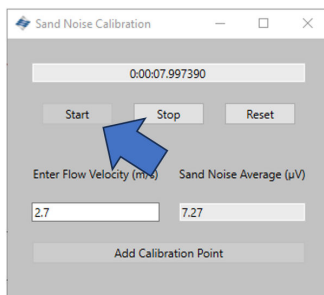 Sand Noise Calibration
0:00:07.997390
Start Stop Reset
Enter Flow Velocity (m/s) Sand Noise Average (µV)
2.7 7.27
Add Calibration Point